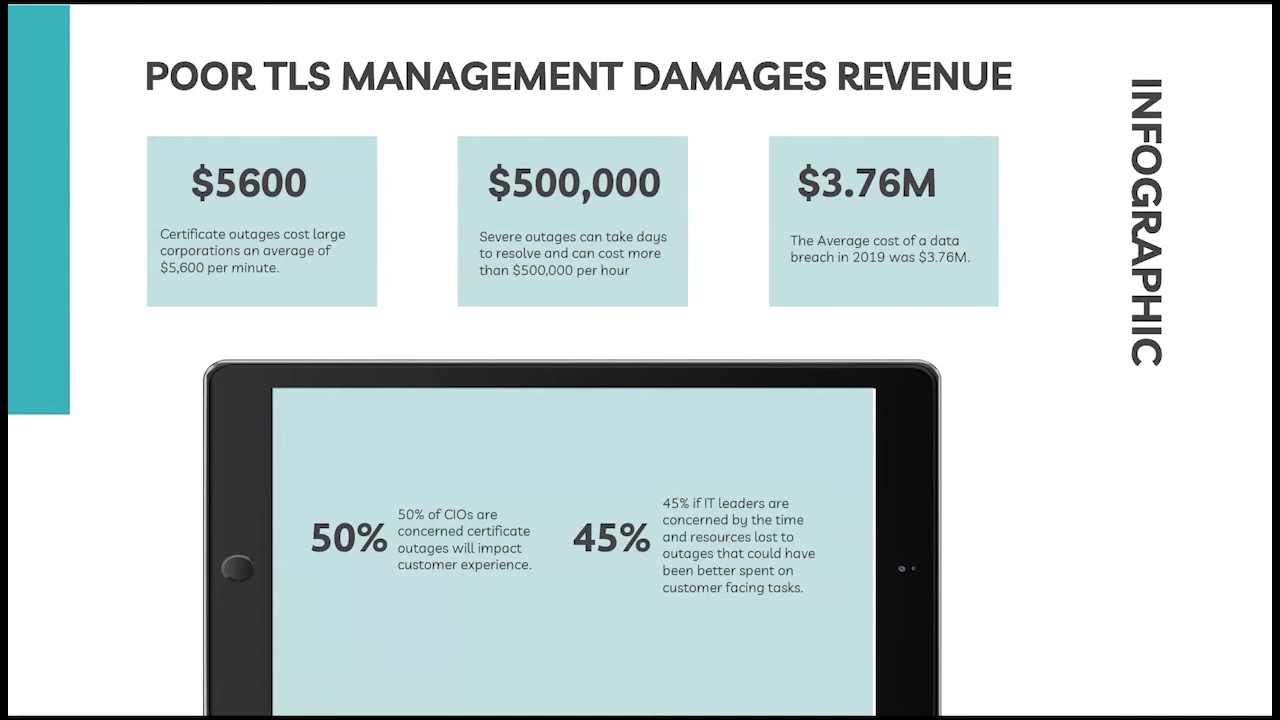 POOR TLS MANAGEMENT DAMAGES REVENUE
INFOGRAPHIC
$5600
Certificate outages cost large
corporations an average of
$5,600 per minute.
$500,000
Severe outages can take days
to resolve and can cost more
than $500,000 per hour
$3.76M
The Average cost of a data
breach in 2019 was $3.76M.
50%
50% of CIOs are
concerned certificate
outages will impact
customer experience.
45%
45% if IT leaders are
concerned by the time
and resources lost to
outages that could have
been better spent on
customer facing tasks.